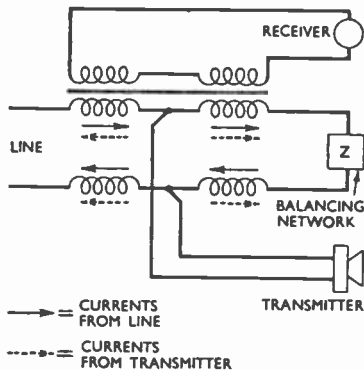 RECEIVER
LINE
Z
BALANCING
NETWORK
TRANSMITTER
= CURRENTS
FROM LINE
= CURRENTS
FROM TRANSMITTER